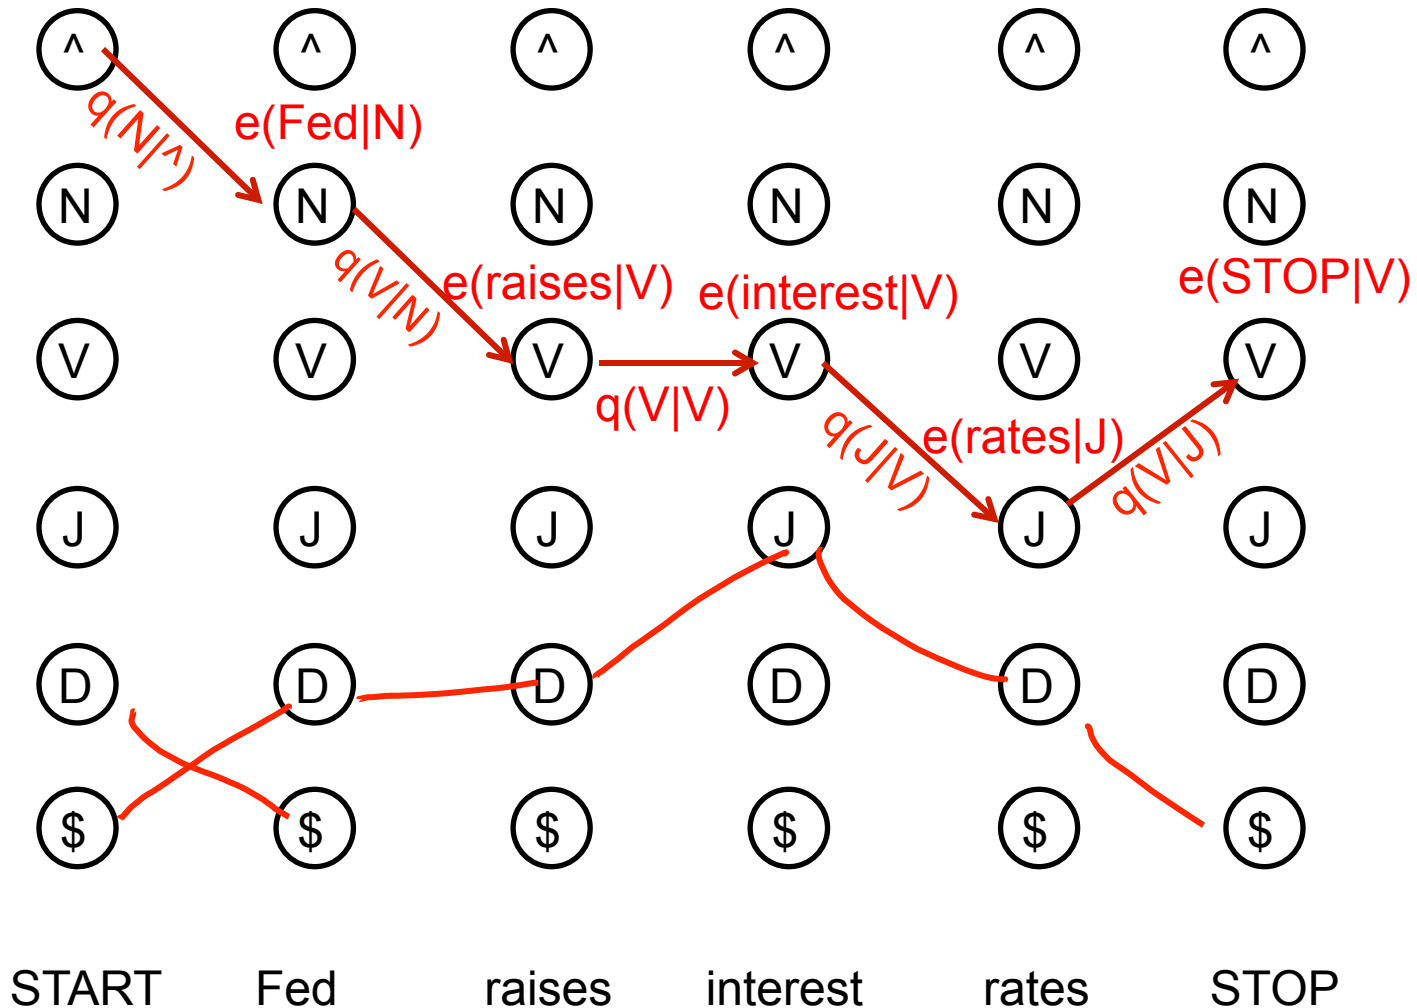 ^ ^ ^ ^ ^ ^
q(N|^) e(Fed|N)
N N N N N N
q(V|N) e(raises|V) e(interest|V) e(STOP|V)
V V V V V V
q(V|V) q(J|V) e(rates|J) q(V|J)
J J J J J J
D D D D D D
$ $ $ $ $ $
START Fed raises interest rates STOP